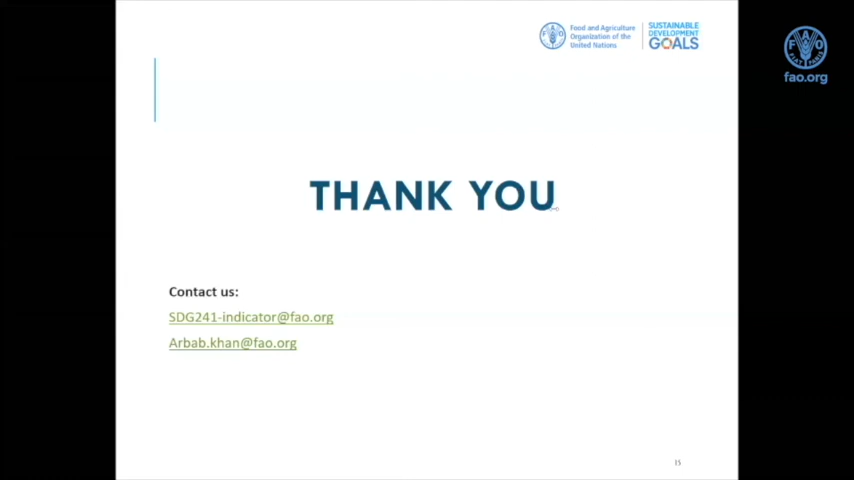 Food and Agriculture
Organization of the
United Nations
SUSTAINABLE
DEVELOPMENT
GOALS
fao.org
THANK YOU
Contact us:
SDG241-indicator@fao.org
Arbab.khan@fao.org
15